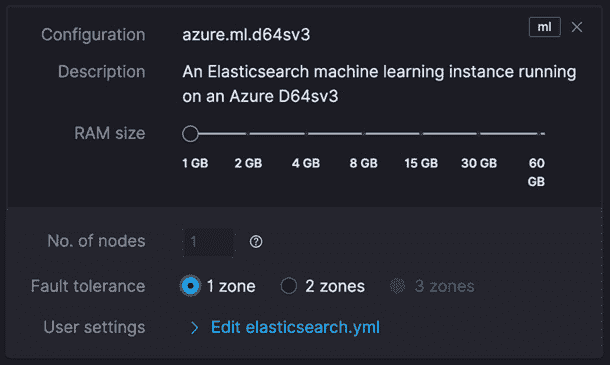 Configuration azure.ml.d64sv3 ml
Description An Elasticsearch machine learning instance running
on an Azure D64sv3
RAM size
1 GB 2 GB 4 GB 8 GB 15 GB 30 GB 60
GB
No. of nodes 1 ?
Fault tolerance 1 zone 2 zones 3 zones
User settings > Edit elasticsearch.yml